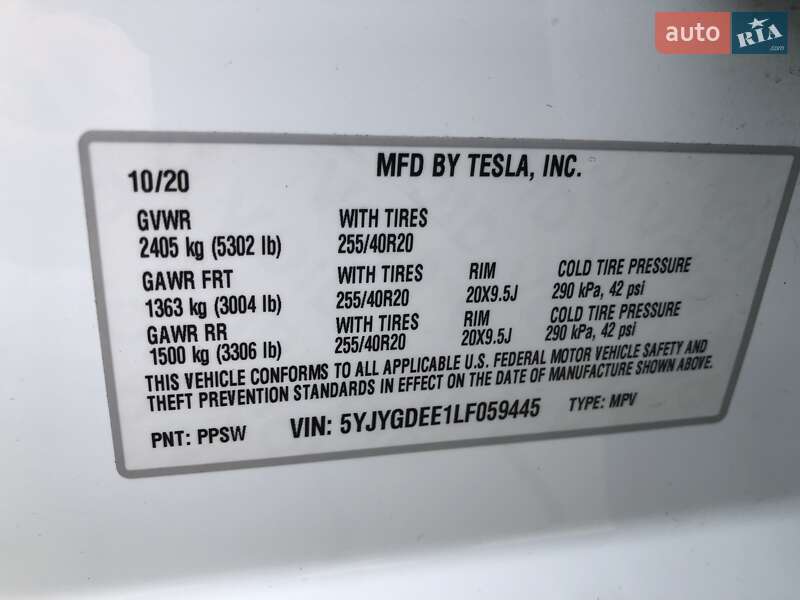 auto RIA
10/20 MFD BY TESLA, INC.
GVWR WITH TIRES
2405 kg (5302 lb) 255/40R20
GAWR FRT WITH TIRES RIM COLD TIRE PRESSURE
1363 kg (3004 lb) 255/40R20 20X9.5J 290 kPa, 42 psi
GAWR RR WITH TIRES RIM COLD TIRE PRESSURE
1500 kg (3306 lb) 255/40R20 20X9.5J 290 kPa, 42 psi
THIS VEHICLE CONFORMS TO ALL APPLICABLE U.S. FEDERAL MOTOR VEHICLE SAFETY AND
THEFT PREVENTION STANDARDS IN EFFECT ON THE DATE OF MANUFACTURE SHOWN ABOVE.
PNT: PPSW VIN: 5YJYGDEE1LF059445 TYPE: MPV